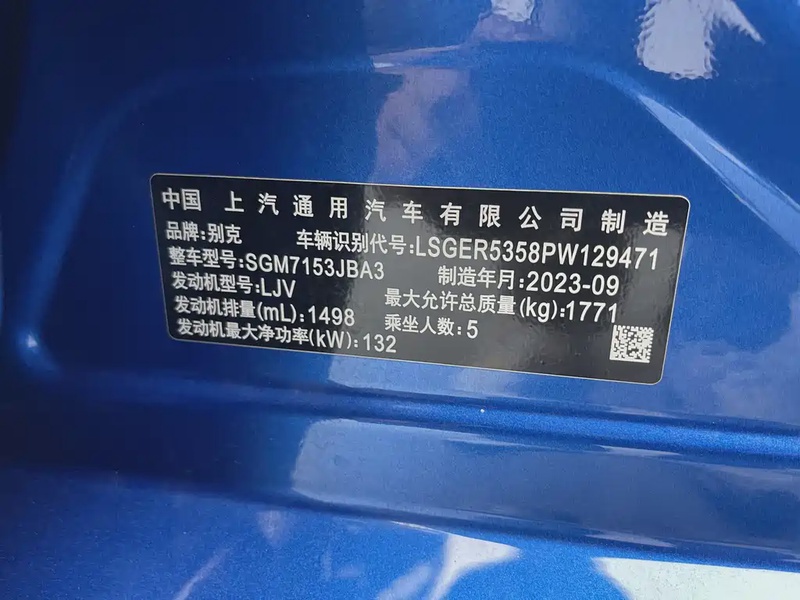 中国 上汽通用汽车有限公司制造
品牌:别克 车辆识别代号:LSGER5358PW129471
整车型号:SGM7153JBA3 制造年月:2023-09
发动机型号:LJV 最大允许总质量(kg):1771
发动机排量(mL):1498 乘坐人数:5
发动机最大净功率(kW):132